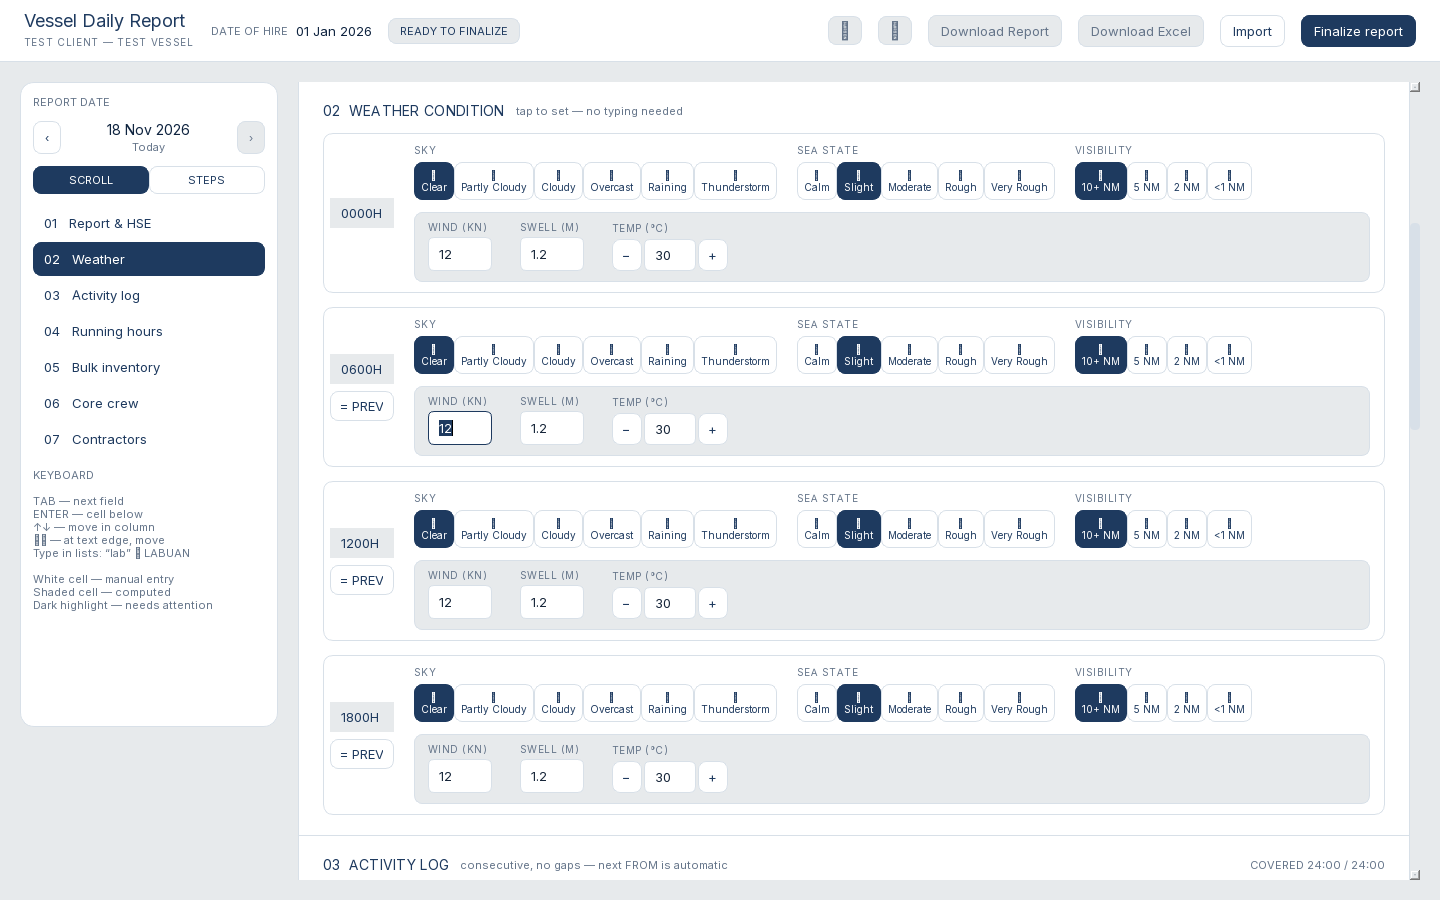 Vessel Daily Report
TEST CLIENT — TEST VESSEL
DATE OF HIRE 01 Jan 2026
READY TO FINALIZE
Download Report
Download Excel
Import
Finalize report
REPORT DATE
‹
18 Nov 2026
Today
›
SCROLL
STEPS
01 Report & HSE
02 Weather
03 Activity log
04 Running hours
05 Bulk inventory
06 Core crew
07 Contractors
KEYBOARD
TAB — next field
ENTER — cell below
↑↓ — move in column
— at text edge, move
Type in lists: “lab” LABUAN
White cell — manual entry
Shaded cell — computed
Dark highlight — needs attention
02 WEATHER CONDITION tap to set — no typing needed
0000H
SKY
Clear Partly Cloudy Cloudy Overcast Raining Thunderstorm
SEA STATE
Calm Slight Moderate Rough Very Rough
VISIBILITY
10+ NM 5 NM 2 NM <1 NM
WIND (KN) SWELL (M) TEMP (°C)
12 1.2 − 30 +
0600H
= PREV
SKY
Clear Partly Cloudy Cloudy Overcast Raining Thunderstorm
SEA STATE
Calm Slight Moderate Rough Very Rough
VISIBILITY
10+ NM 5 NM 2 NM <1 NM
WIND (KN) SWELL (M) TEMP (°C)
12 1.2 − 30 +
1200H
= PREV
SKY
Clear Partly Cloudy Cloudy Overcast Raining Thunderstorm
SEA STATE
Calm Slight Moderate Rough Very Rough
VISIBILITY
10+ NM 5 NM 2 NM <1 NM
WIND (KN) SWELL (M) TEMP (°C)
12 1.2 − 30 +
1800H
= PREV
SKY
Clear Partly Cloudy Cloudy Overcast Raining Thunderstorm
SEA STATE
Calm Slight Moderate Rough Very Rough
VISIBILITY
10+ NM 5 NM 2 NM <1 NM
WIND (KN) SWELL (M) TEMP (°C)
12 1.2 − 30 +
03 ACTIVITY LOG consecutive, no gaps — next FROM is automatic
COVERED 24:00 / 24:00